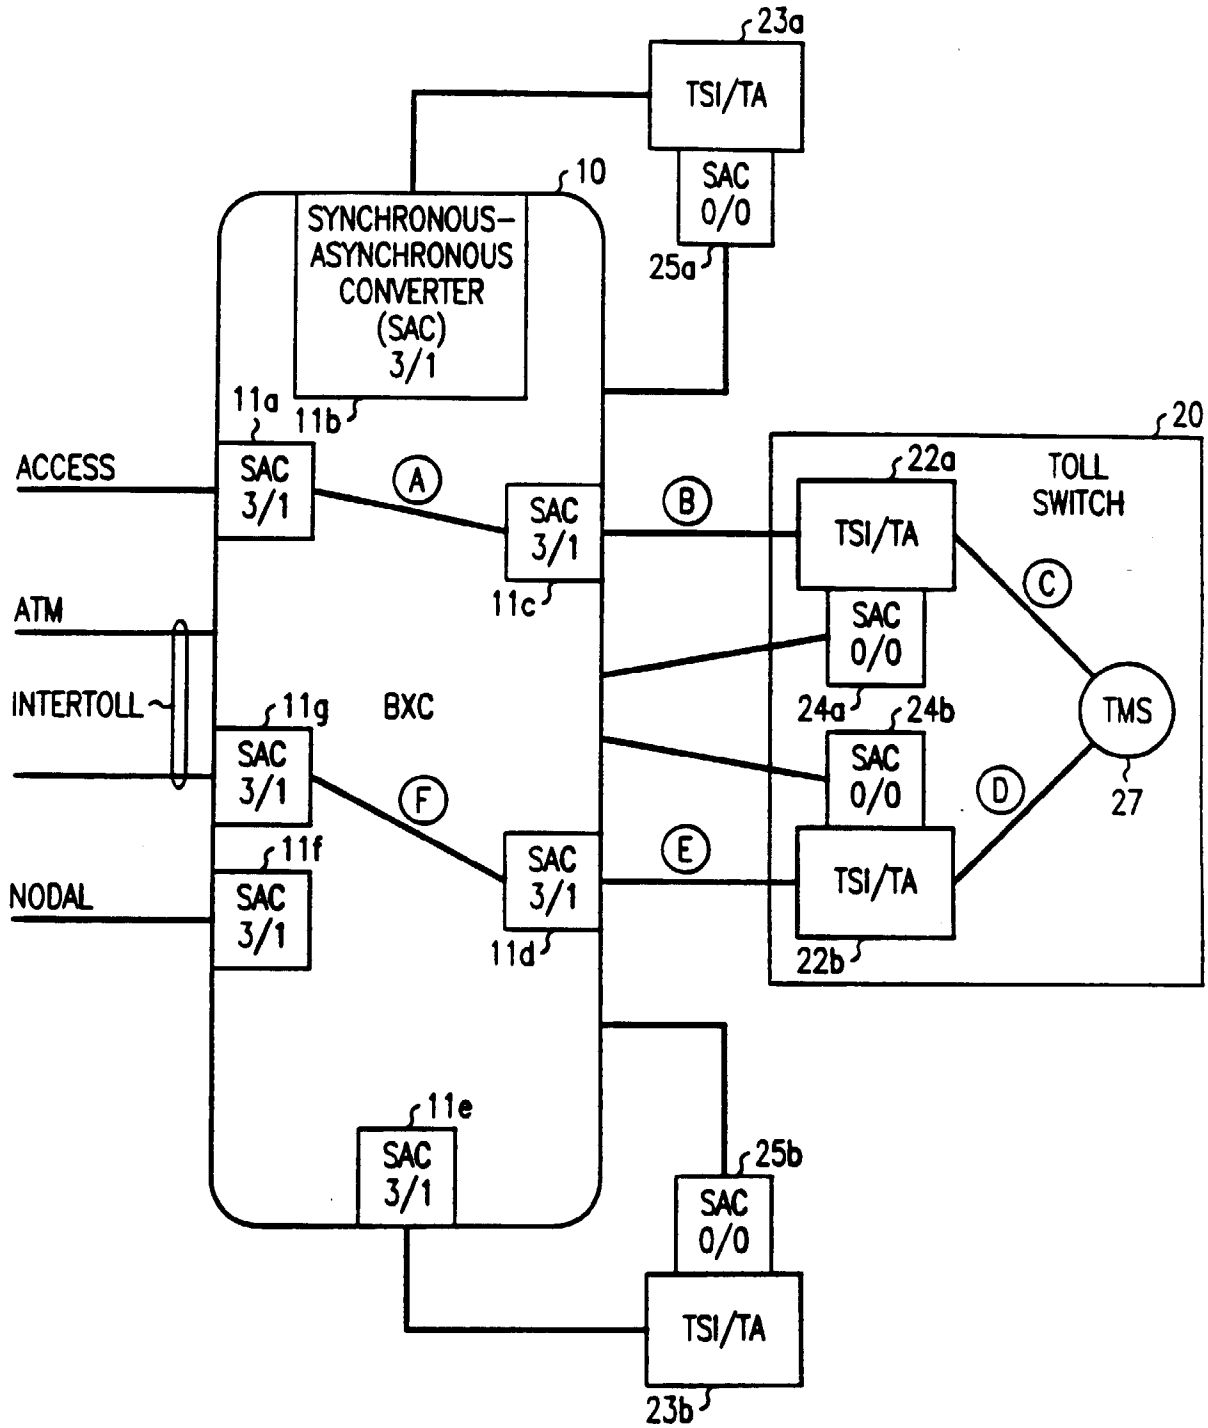 23a
TSI/TA
SAC
0/0
25a
10
SYNCHRONOUS-
ASYNCHRONOUS
CONVERTER
(SAC)
3/1
11b
11a
SAC
3/1
ACCESS
A
SAC
3/1
11c
B
20
TOLL
SWITCH
22a
TSI/TA
C
SAC
0/0
24a
ATM
INTERTOLL
BXC
11g
SAC
3/1
F
24b
SAC
0/0
TMS
27
D
11f
SAC
3/1
NODAL
SAC
3/1
11d
E
TSI/TA
22b
11e
SAC
3/1
25b
SAC
0/0
TSI/TA
23b